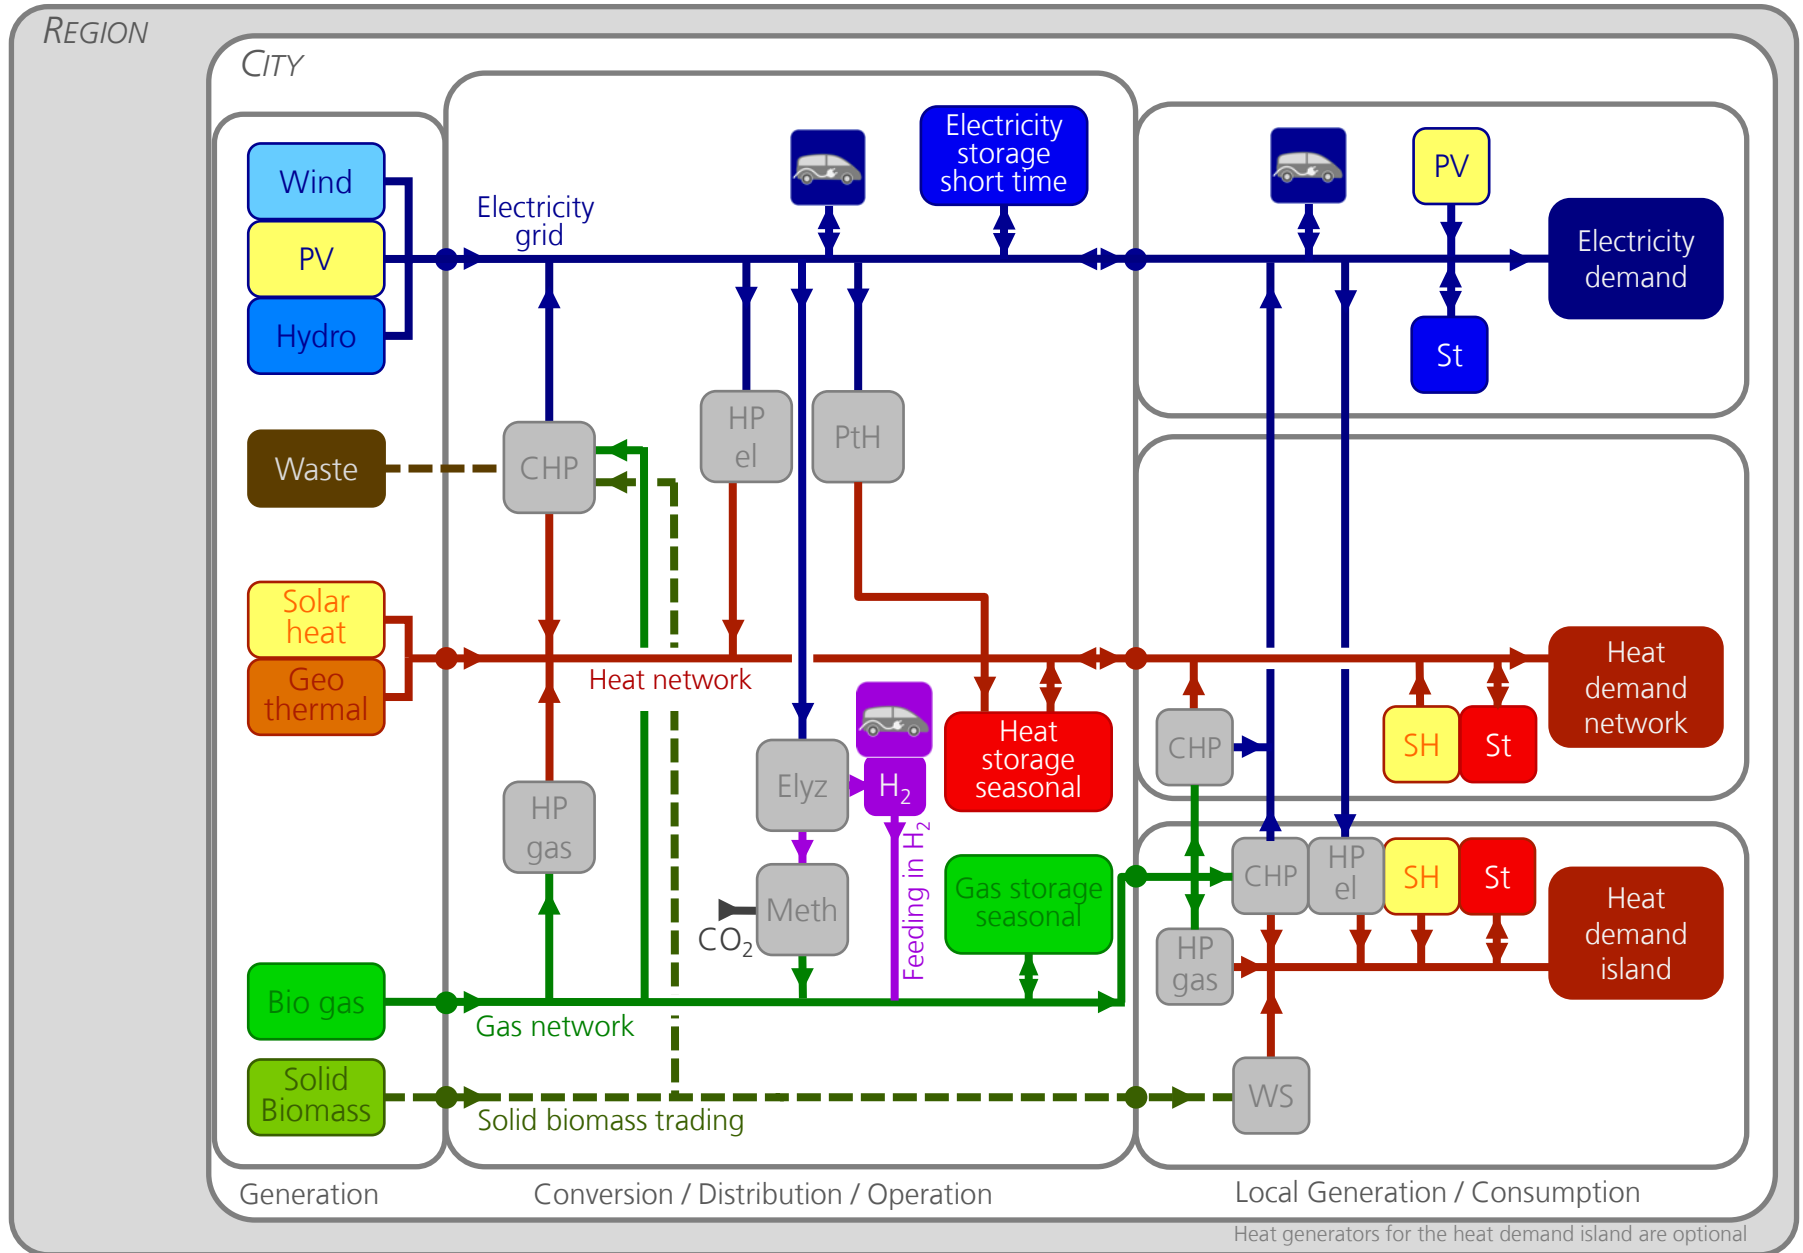 REGION
CITY
Wind
PV
Hydro
Waste
Solar
heat
Geo
thermal
Bio gas
Solid
Biomass
Generation
Electricity
grid
Electricity
storage
short time
CHP
HP
el
PtH
Heat network
HP
gas
Elyz
H₂
Meth
CO₂
Feeding in H₂
Heat
storage
seasonal
Gas storage
seasonal
Gas network
Solid biomass trading
Conversion / Distribution / Operation
PV
St
Electricity
demand
CHP
SH
St
Heat
demand
network
CHP
HP
el
SH
St
HP
gas
Heat
demand
island
WS
Local Generation / Consumption
Heat generators for the heat demand island are optional